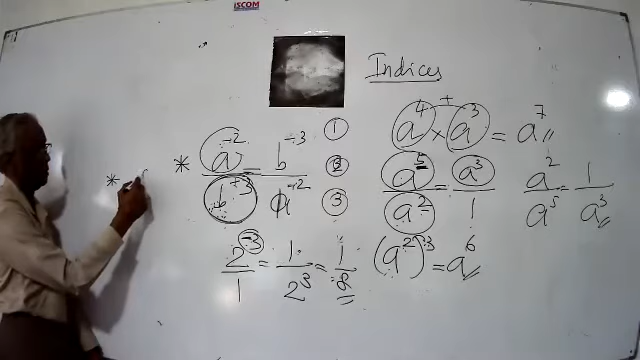 ISCOM
Indices
a⁴ × a³ = a⁷
+
* a⁻² / b⁺³ = b⁻³ / a⁺²
①
②
③
a⁵ / a² = a³ / 1
a² / a⁵ = 1 / a³
2⁻³ / 1 = 1 / 2³ = 1 / 8
(a²)³ = a⁶
*